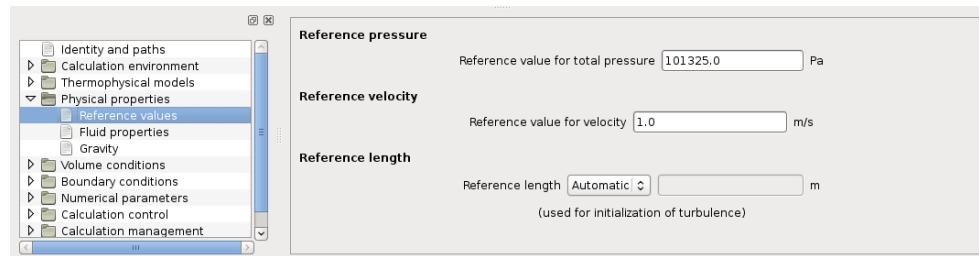 Identity and paths
Calculation environment
Thermophysical models
Physical properties
Reference values
Fluid properties
Gravity
Volume conditions
Boundary conditions
Numerical parameters
Calculation control
Calculation management
Reference pressure
Reference value for total pressure 101325.0 Pa
Reference velocity
Reference value for velocity 1.0 m/s
Reference length
Reference length Automatic m
(used for initialization of turbulence)